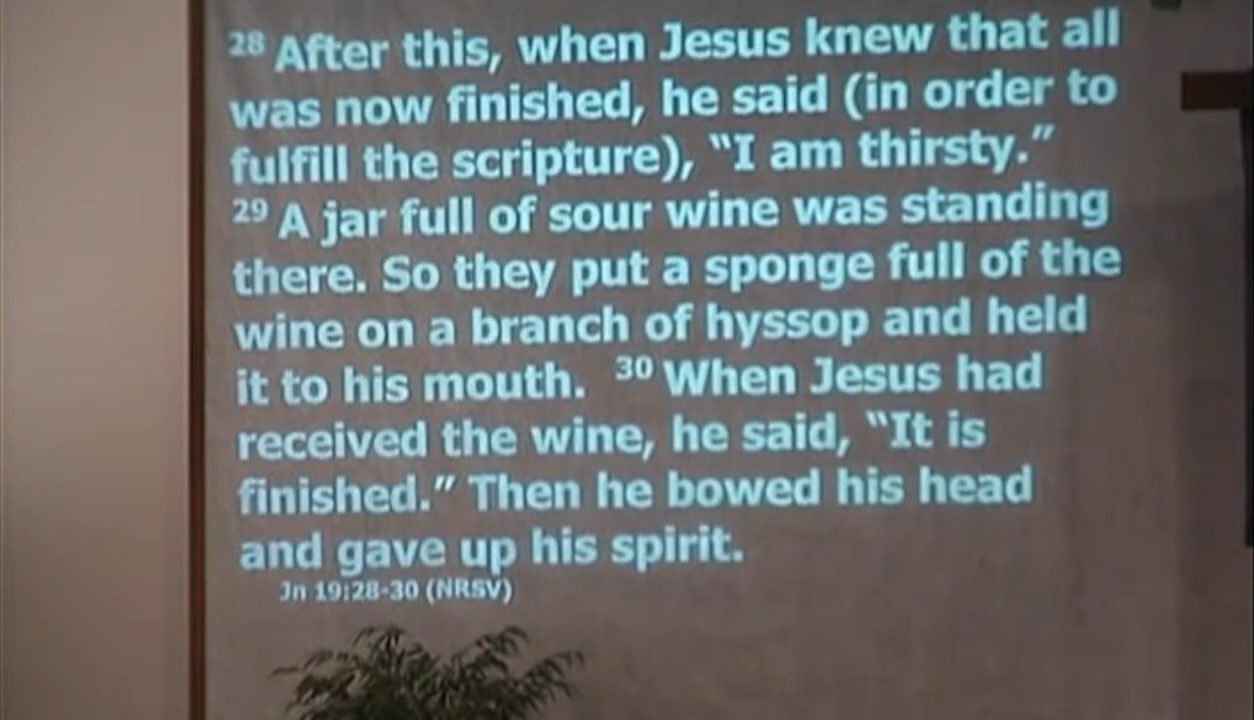 28 After this, when Jesus knew that all
was now finished, he said (in order to
fulfill the scripture), “I am thirsty.”
29 A jar full of sour wine was standing
there. So they put a sponge full of the
wine on a branch of hyssop and held
it to his mouth. 30 When Jesus had
received the wine, he said, “It is
finished.” Then he bowed his head
and gave up his spirit.
Jn 19:28-30 (NRSV)